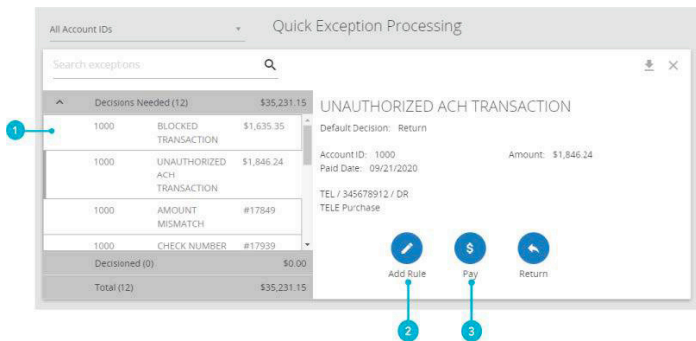 All Account IDs
Quick Exception Processing
Search exceptions
Decisions Needed (12) $35,231.15
1000 BLOCKED $1,635.35
TRANSACTION
1000 UNAUTHORIZED $1,846.24
ACH
TRANSACTION
1000 AMOUNT #17849
MISMATCH
1000 CHECK NUMBER #17939
Decisioned (0) $0.00
Total (12) $35,231.15
UNAUTHORIZED ACH TRANSACTION
Default Decision: Return
Account ID: 1000 Amount: $1,846.24
Paid Date: 09/21/2020
TEL / 345678912 / DR
TELE Purchase
$
Add Rule Pay Return
1
2 3